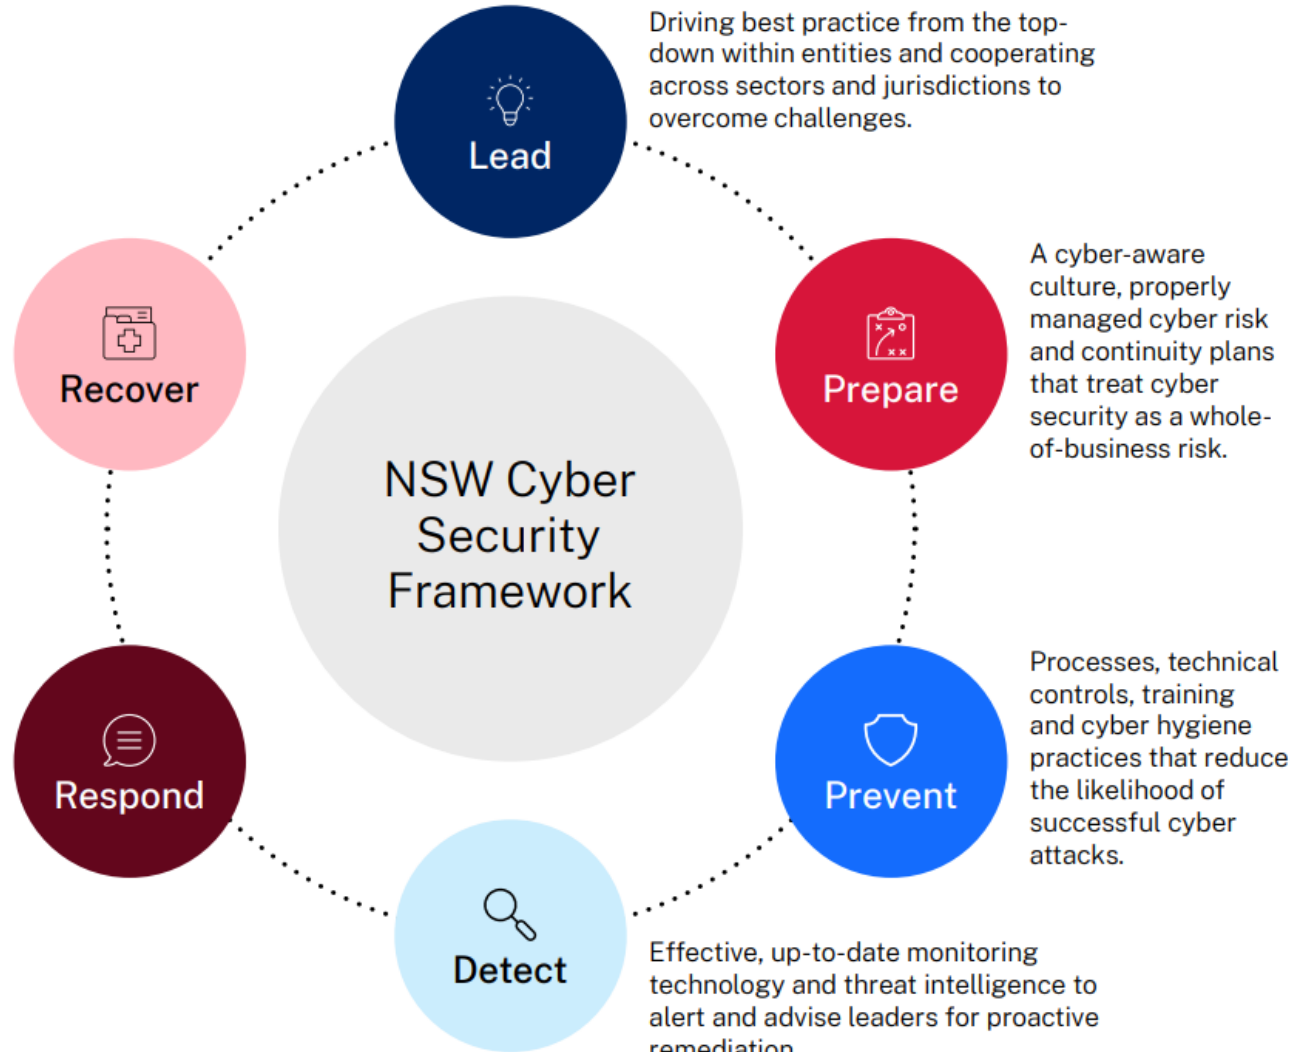 Lead
Driving best practice from the top-
down within entities and cooperating
across sectors and jurisdictions to
overcome challenges.
Prepare
A cyber-aware
culture, properly
managed cyber risk
and continuity plans
that treat cyber
security as a whole-
of-business risk.
Prevent
Processes, technical
controls, training
and cyber hygiene
practices that reduce
the likelihood of
successful cyber
attacks.
Detect
Effective, up-to-date monitoring
technology and threat intelligence to
alert and advise leaders for proactive
remediation
Respond
Recover
NSW Cyber
Security
Framework